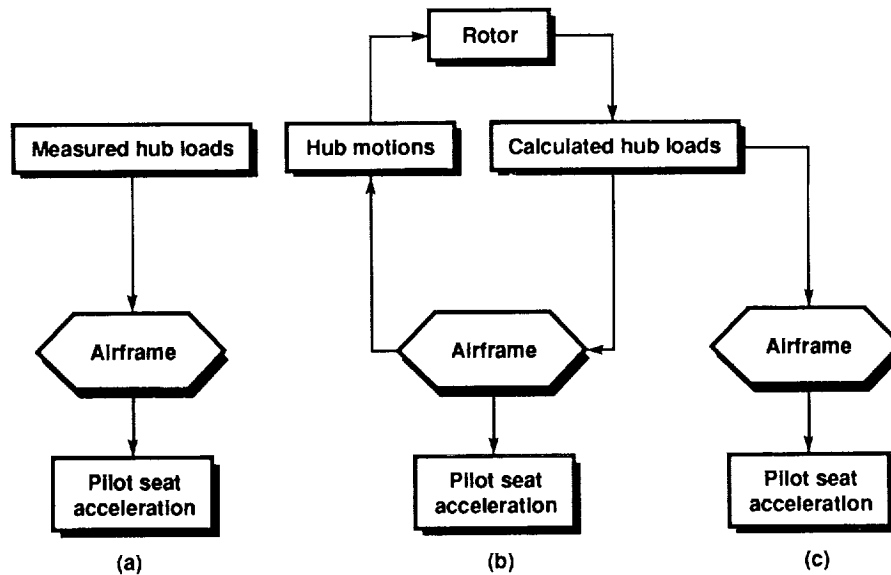 Rotor
Measured hub loads
Hub motions
Calculated hub loads
Airframe
Airframe
Airframe
Pilot seat
acceleration
Pilot seat
acceleration
Pilot seat
acceleration
(a)
(b)
(c)